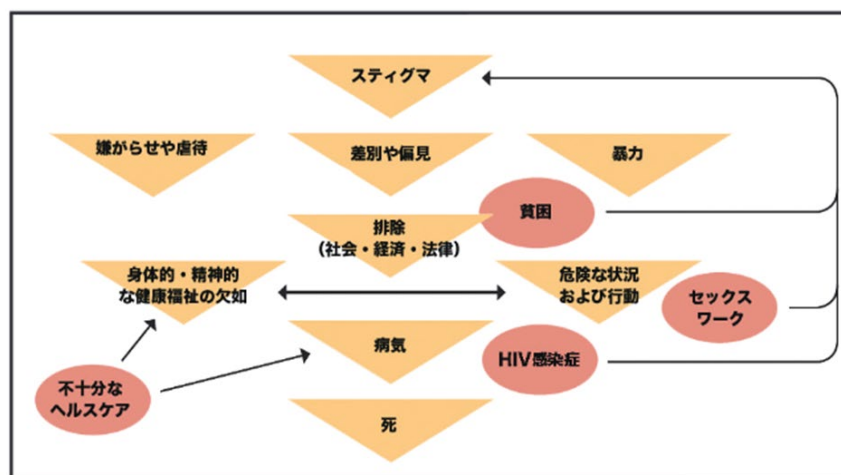 スティグマ
嫌がらせや虐待
差別や偏見
暴力
貧困
排除
（社会・経済・法律）
身体的・精神的
な健康福祉の欠如
危険な状況
および行動
セックス
ワーク
病気
HIV感染症
不十分な
ヘルスケア
死